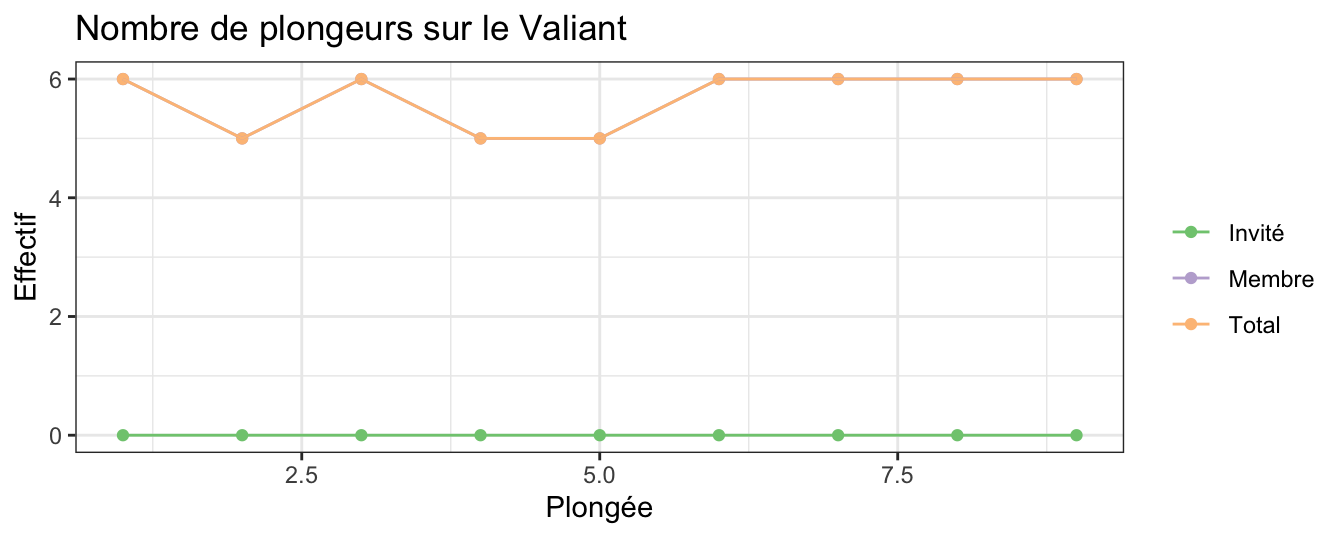 Nombre de plongeurs sur le Valiant
6
4
2
0
Effectif
2.5 5.0 7.5
Plongée
Invité
Membre
Total